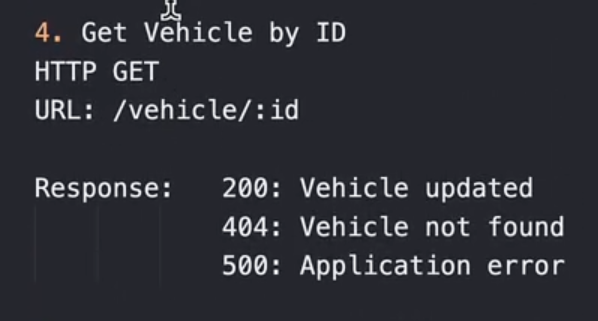 4. Get Vehicle by ID
HTTP GET
URL: /vehicle/:id
Response: 200: Vehicle updated
404: Vehicle not found
500: Application error